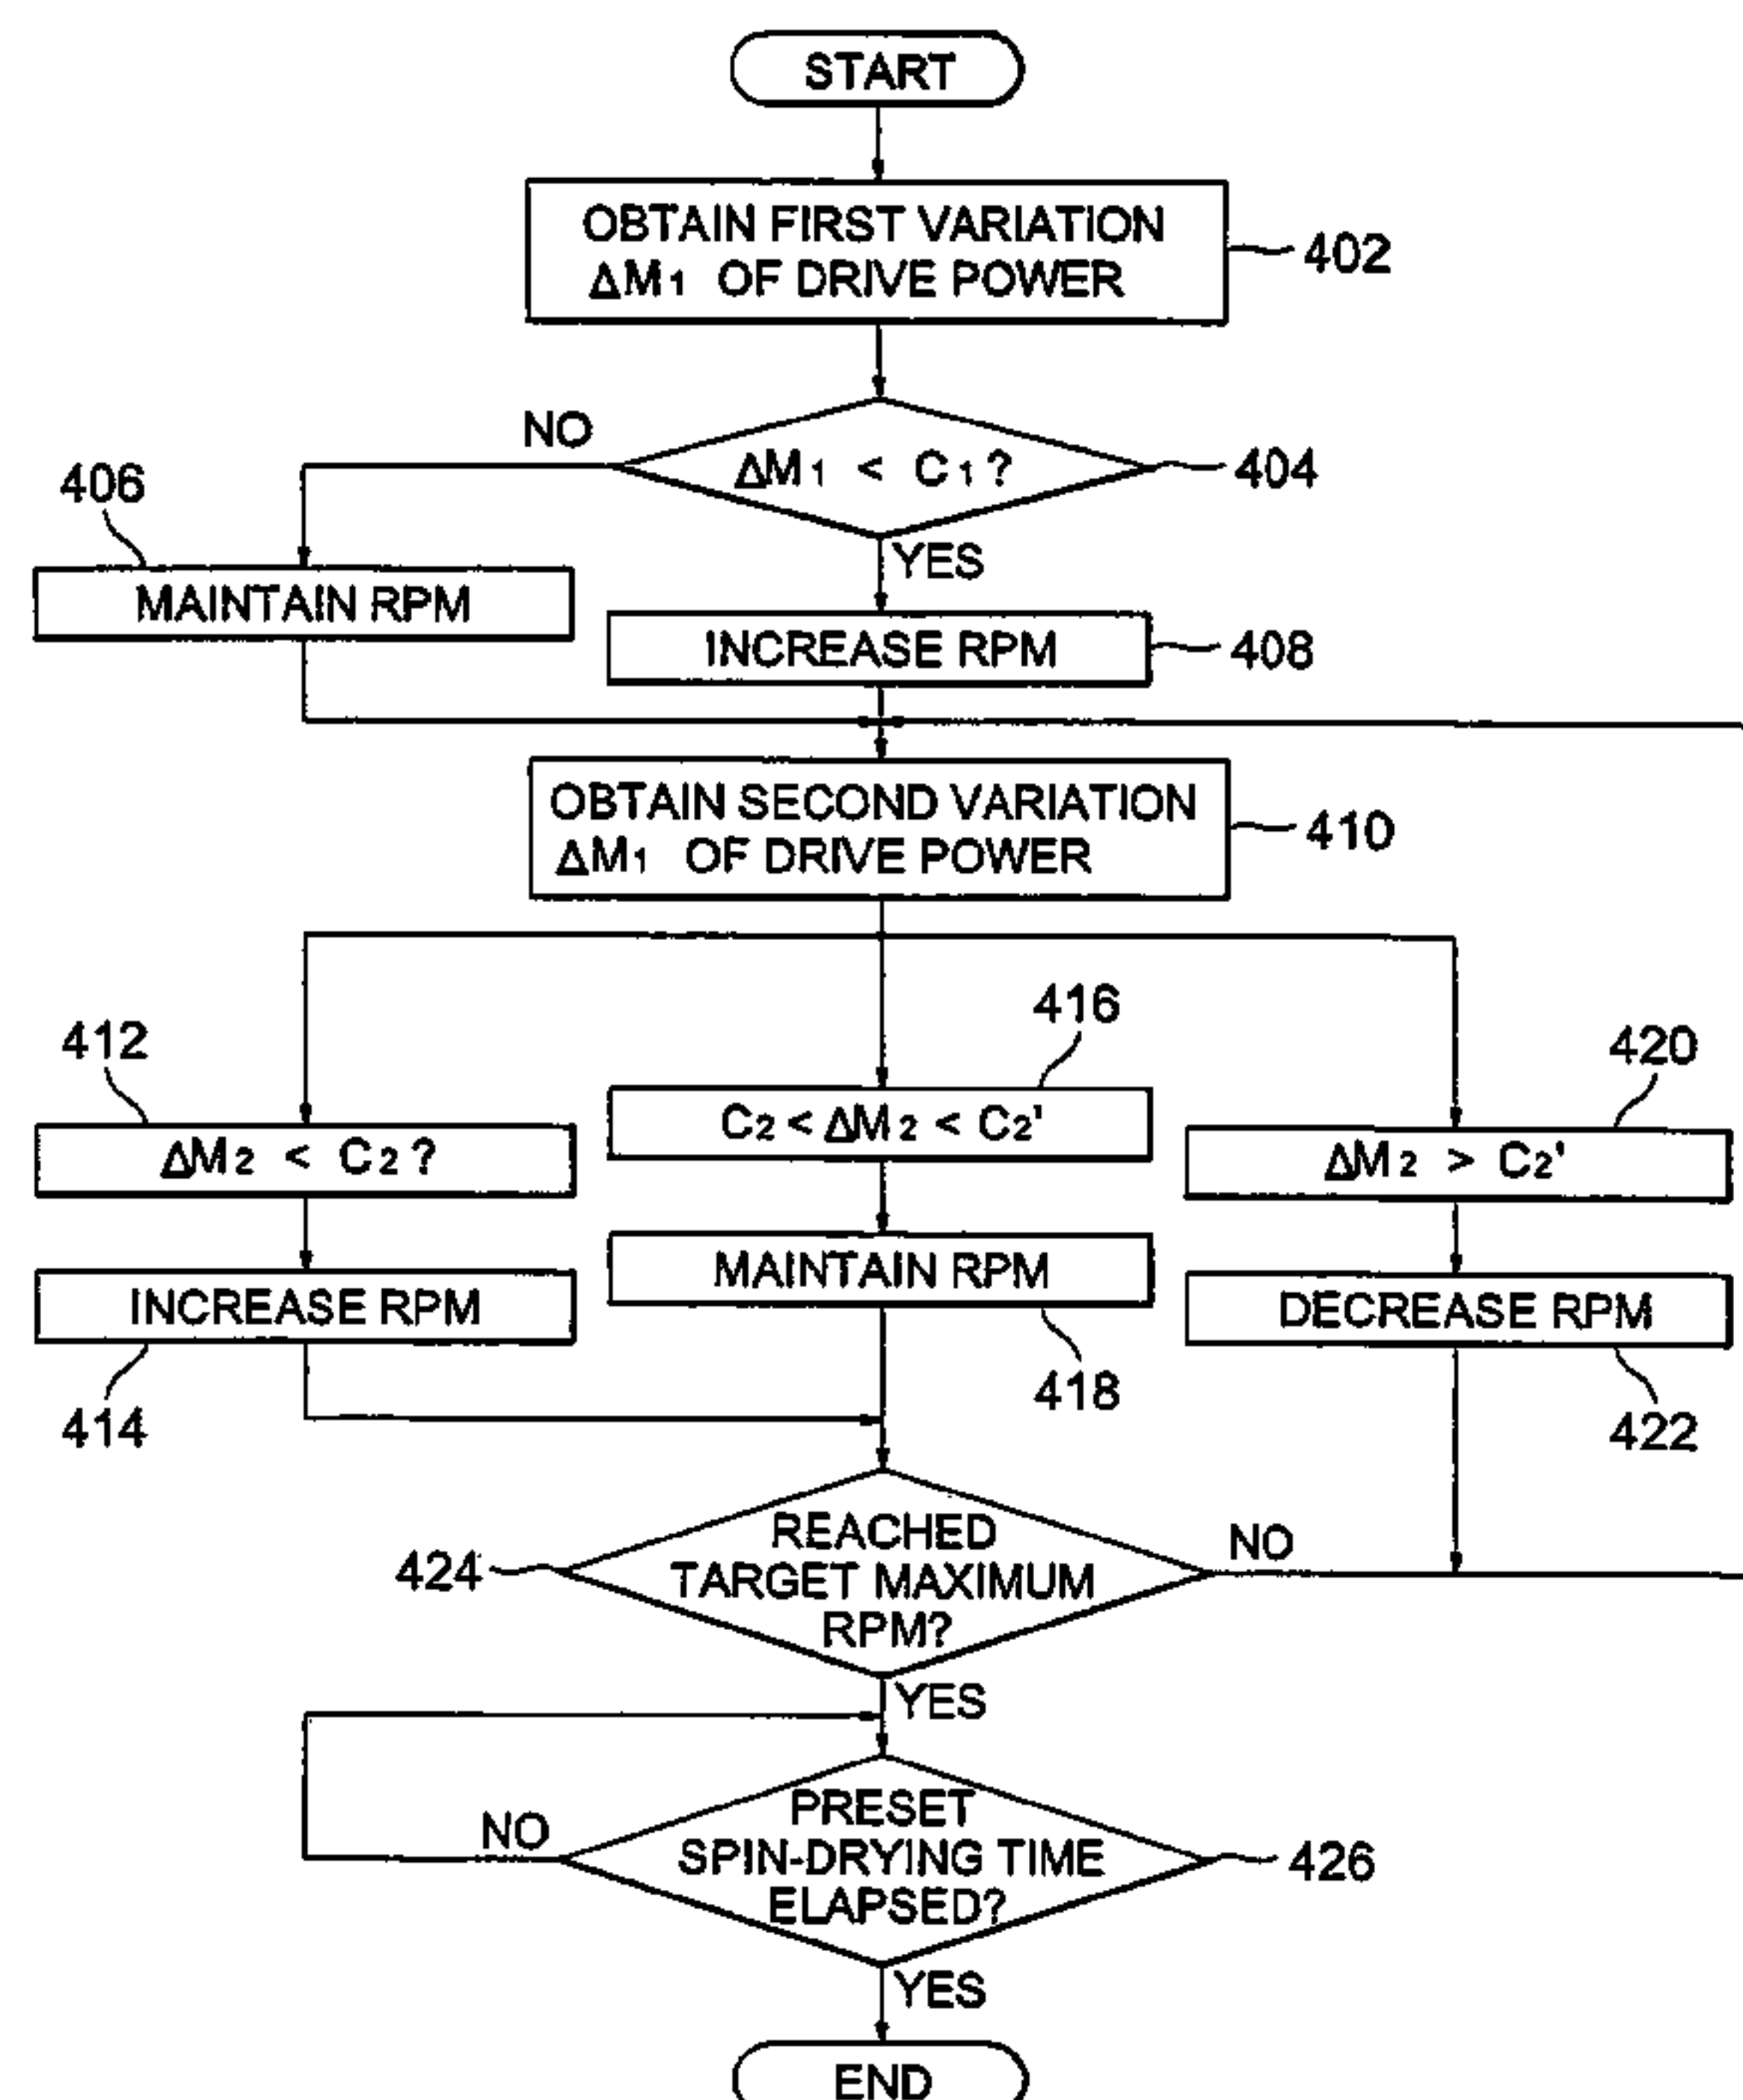 START
OBTAIN FIRST VARIATION
ΔM₁ OF DRIVE POWER
402
NO
ΔM₁ < C₁ ?
404
406
YES
MAINTAIN RPM
INCREASE RPM
408
OBTAIN SECOND VARIATION
ΔM₁ OF DRIVE POWER
410
416
412
420
C₂ < ΔM₂ < C₂'
ΔM₂ < C₂ ?
ΔM₂ > C₂'
MAINTAIN RPM
INCREASE RPM
DECREASE RPM
418
414
422
REACHED
TARGET MAXIMUM
RPM?
424
NO
YES
PRESET
SPIN-DRYING TIME
ELAPSED?
NO
426
YES
END